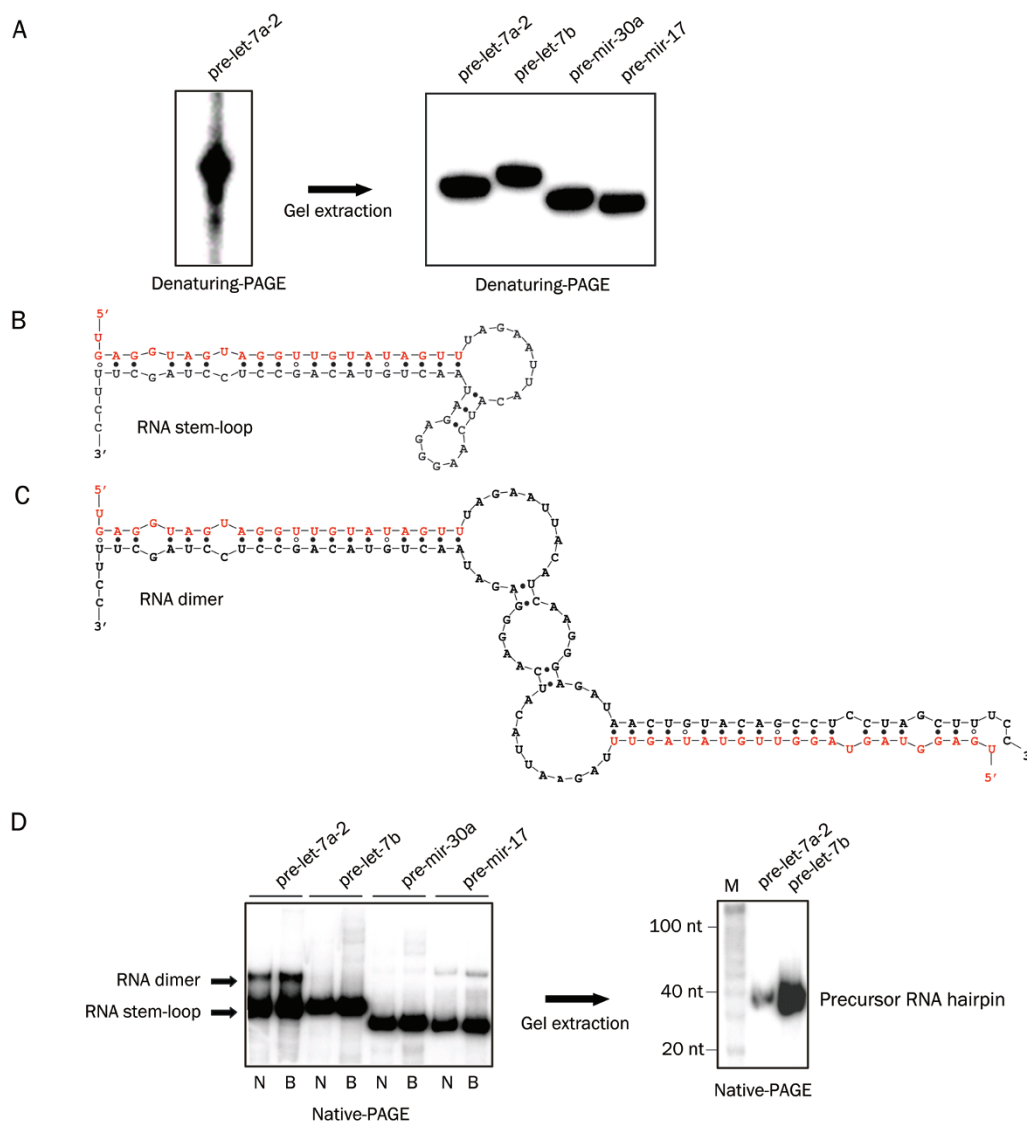 A
pre-let-7a-2
Gel extraction
Denaturing-PAGE
pre-let-7a-2
pre-let-7b
pre-mir-30a
pre-mir-17
Denaturing-PAGE
B
5'
3'
RNA stem-loop
C
5'
3'
RNA dimer
3
5'
D
pre-let-7a-2
pre-let-7b
pre-mir-30a
pre-mir-17
RNA dimer
RNA stem-loop
N B N B N B N B
Native-PAGE
Gel extraction
M
pre-let-7a-2
pre-let-7b
100 nt
40 nt
20 nt
Precursor RNA hairpin
Native-PAGE